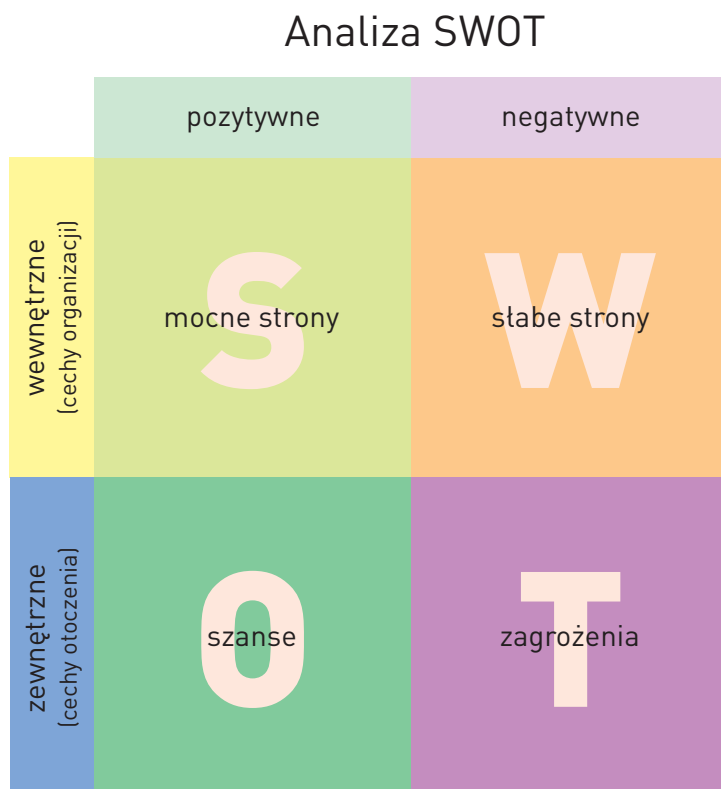 Analiza SWOT
pozytywne
negatywne
wewnętrzne
(cechy organizacji)
S
mocne strony
W
słabe strony
zewnętrzne
(cechy otoczenia)
O
szanse
T
zagrożenia